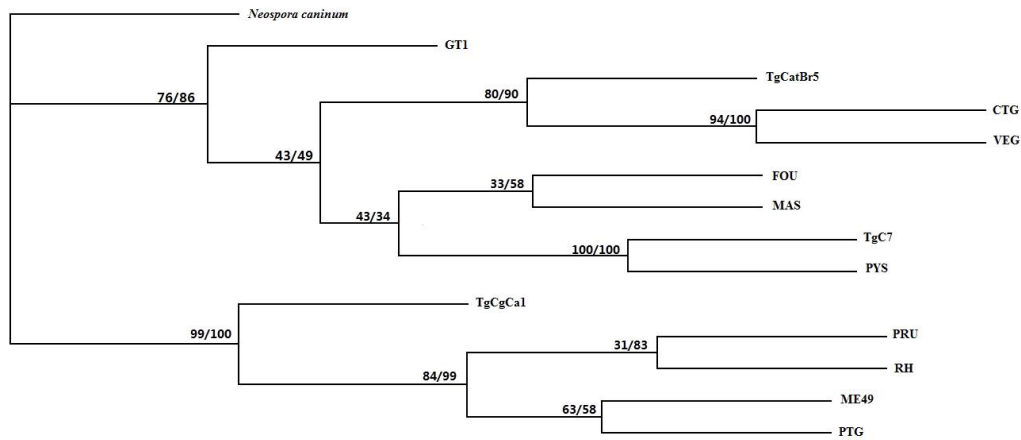 Neospora caninum
GT1
TgCatBr5
80/90
76/86
CTG
94/100
VEG
43/49
FOU
33/58
MAS
43/34
TgC7
100/100
PYS
TgCgCa1
99/100
PRU
31/83
RH
84/99
ME49
63/58
PTG